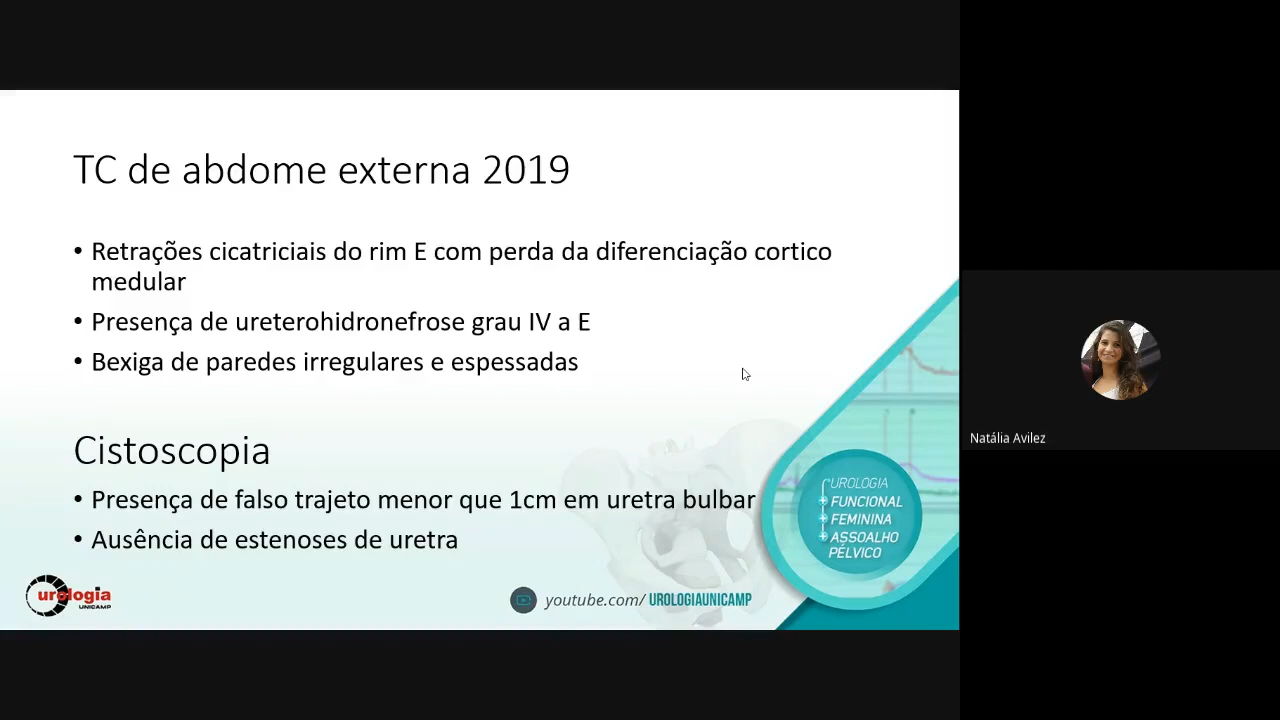 TC de abdome externa 2019
• Retrações cicatriciais do rim E com perda da diferenciação cortico
medular
• Presença de ureterohidronefrose grau IV a E
• Bexiga de paredes irregulares e espessadas
Cistoscopia
• Presença de falso trajeto menor que 1cm em uretra bulbar
• Ausência de estenoses de uretra
urologia
UNICAMP
youtube.com/ UROLOGIAUNICAMP
UROLOGIA
FUNCIONAL
FEMININA
ASSOALHO
PÉLVICO
Natália Avilez